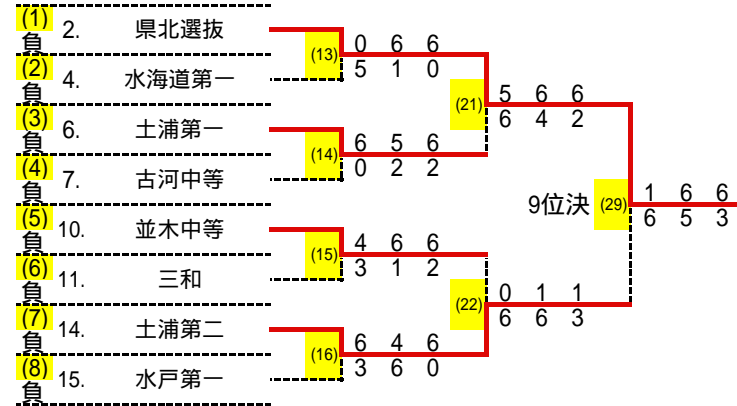 (1)
負 2. 県北選抜
(2)
負 4. 水海道第一
(3)
負 6. 土浦第一
(4)
負 7. 古河中等
(5)
負 10. 並木中等
(6)
負 11. 三和
(7)
負 14. 土浦第二
(8)
負 15. 水戸第一
(13) 0 6 6
5 1 0
(14) 6 5 6
0 2 2
(15) 4 6 6
3 1 2
(16) 6 4 6
3 6 0
(21) 5 6 6
6 4 2
(22) 0 1 1
6 6 3
9位決 (29) 1 6 6
6 5 3